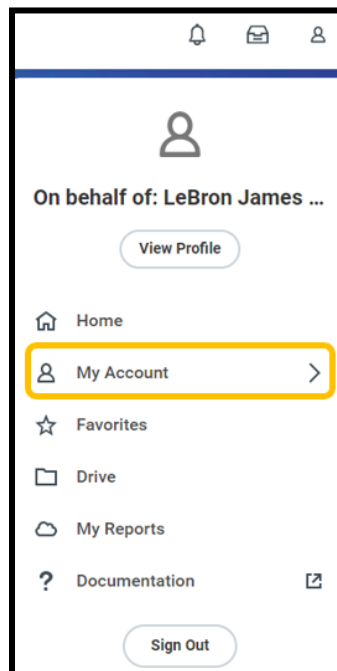 On behalf of: LeBron James ...
View Profile
Home
My Account
Favorites
Drive
My Reports
Documentation
Sign Out